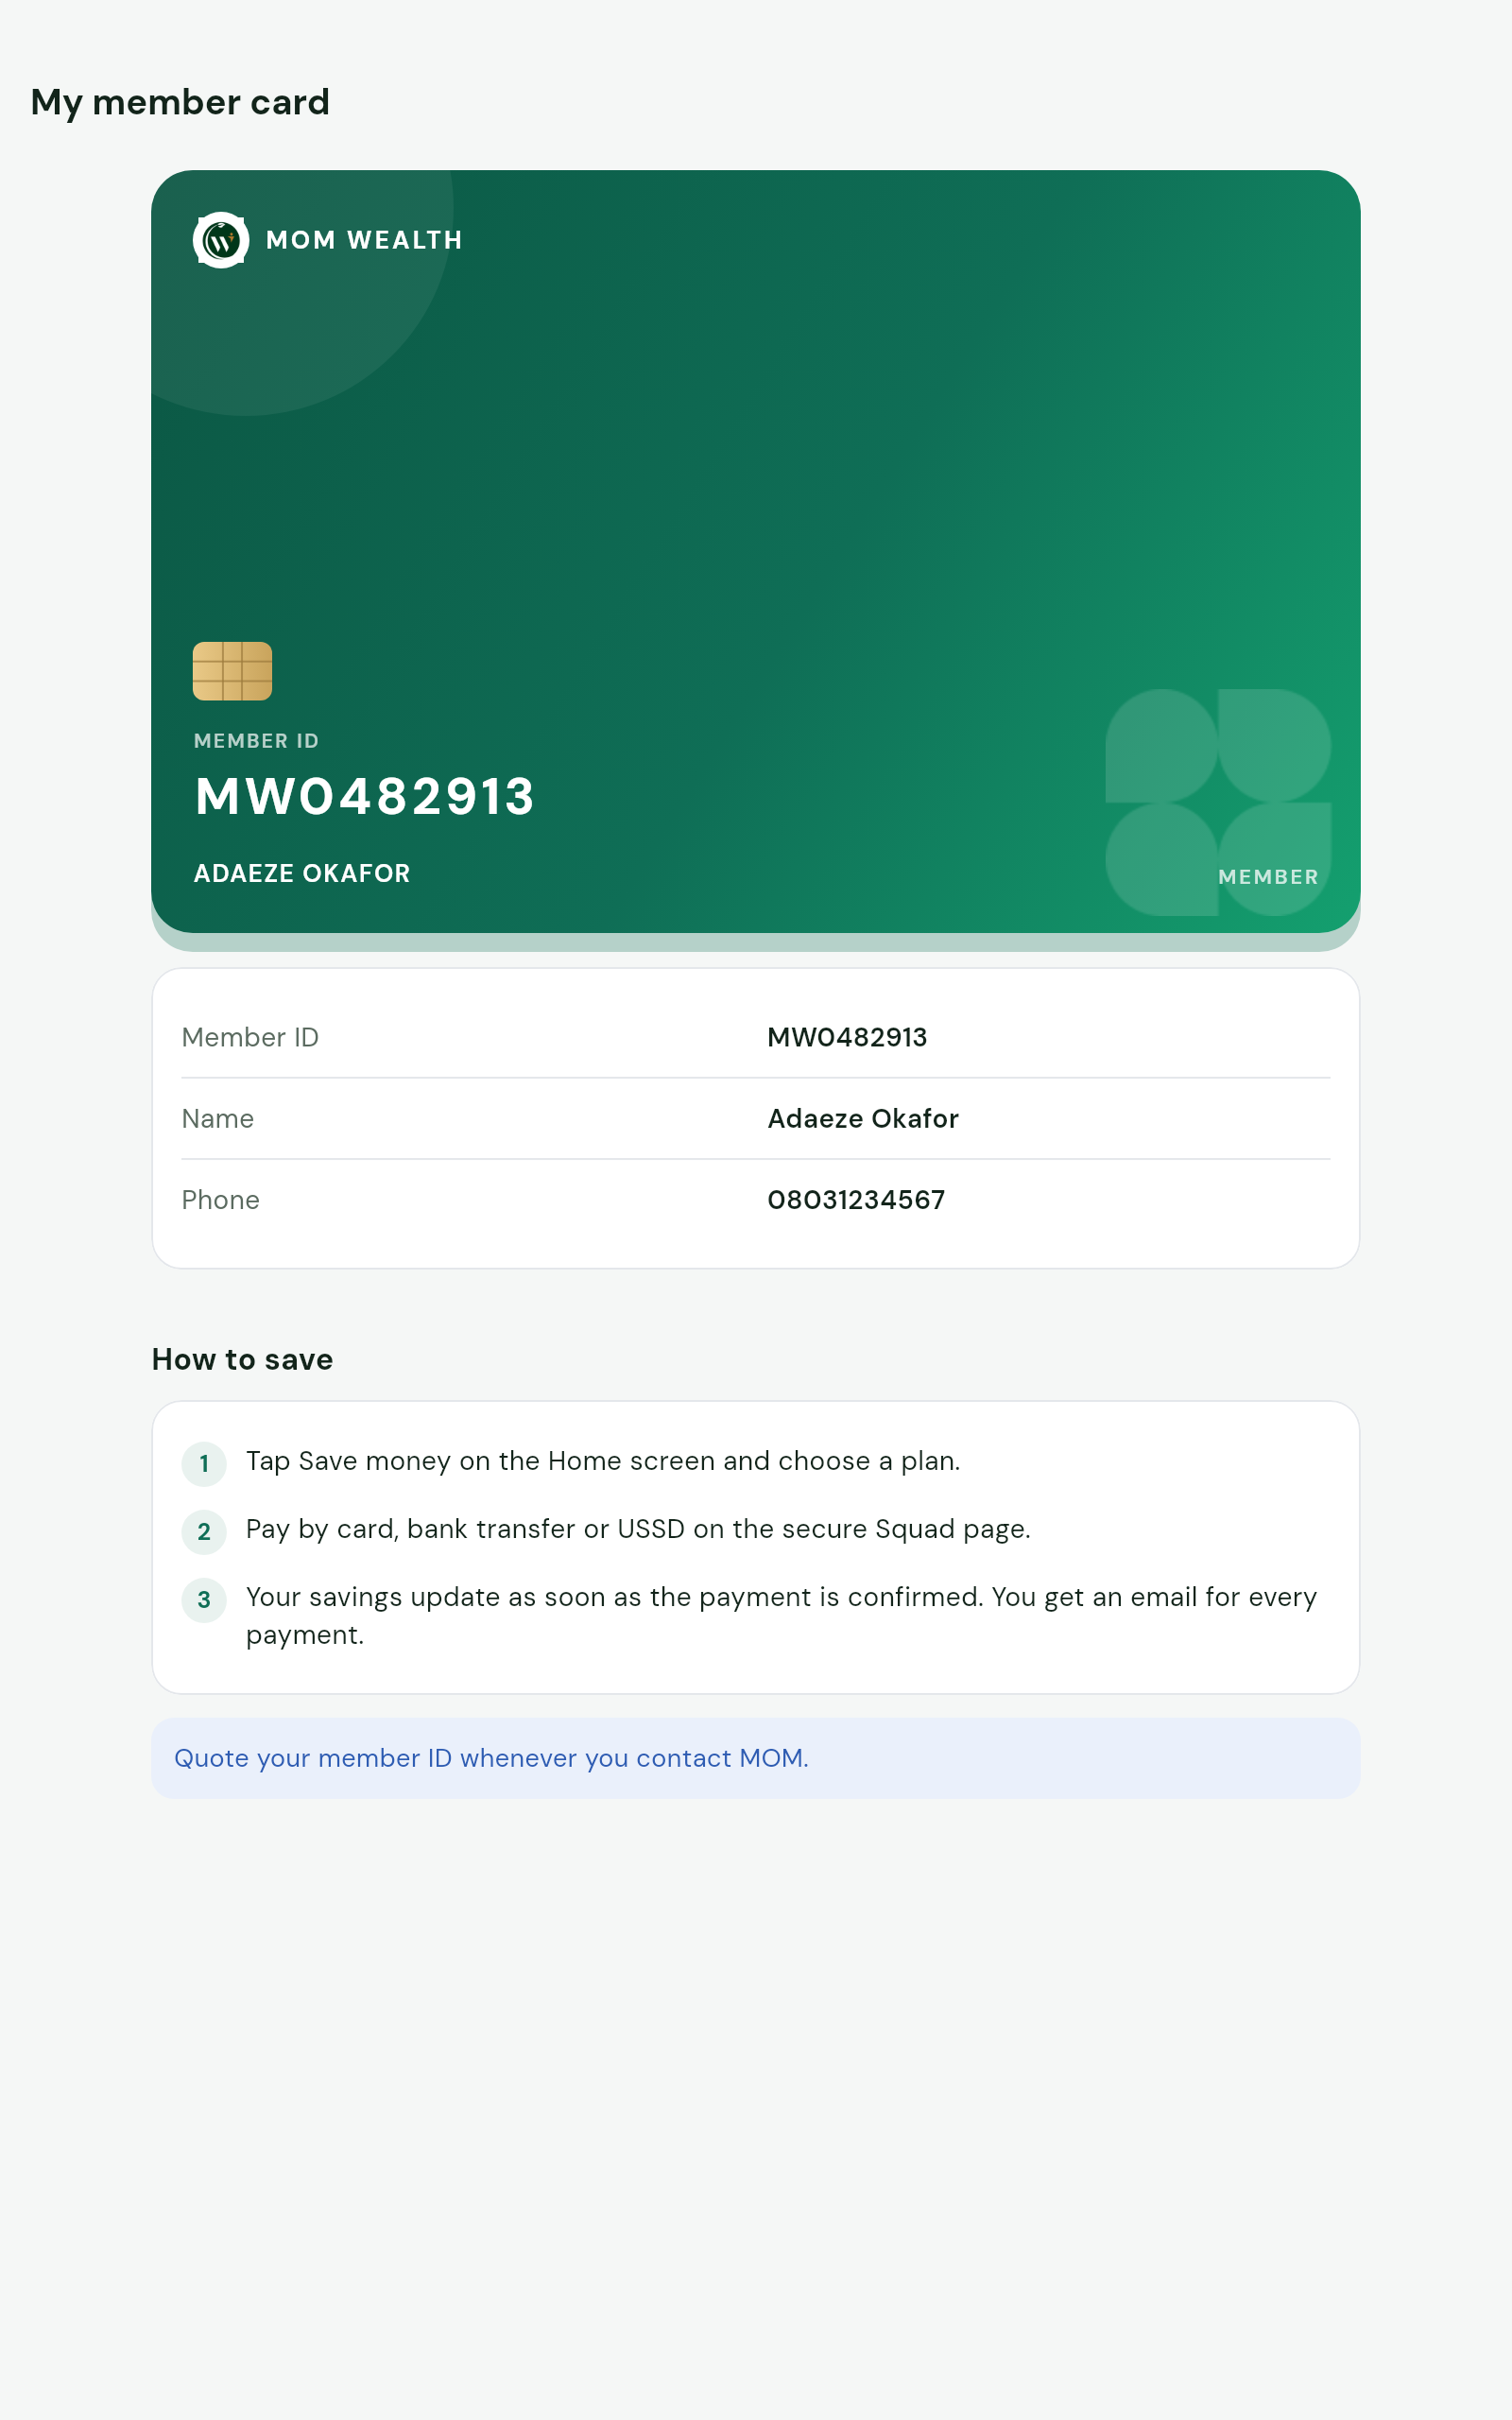 My member card
MOM WEALTH
MEMBER ID
MW0482913
ADAEZE OKAFOR
MEMBER
Member ID MW0482913
Name Adaeze Okafor
Phone 08031234567
How to save
1 Tap Save money on the Home screen and choose a plan.
2 Pay by card, bank transfer or USSD on the secure Squad page.
3 Your savings update as soon as the payment is confirmed. You get an email for every
payment.
Quote your member ID whenever you contact MOM.